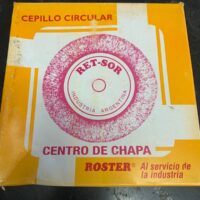 CEPILLO CIRCULAR
RET-SOR
INDUSTRIA ARGENTINA
CENTRO DE CHAPA
ROSTER® Al servicio de
la industria